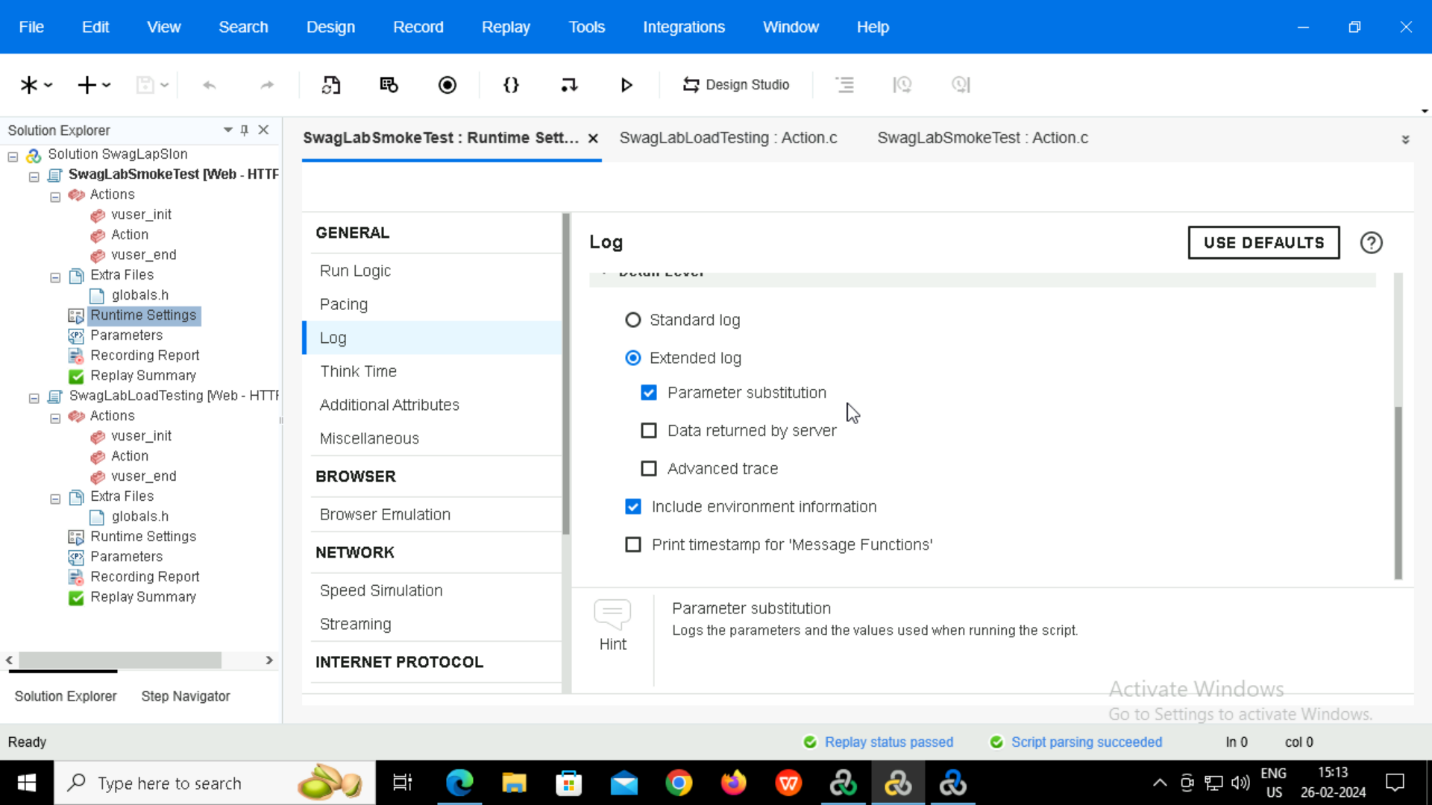 File Edit View Search Design Record Replay Tools Integrations Window Help
Design Studio
Solution Explorer
Solution SwagLapSlon
SwagLabSmokeTest [Web - HTTF
Actions
vuser_init
Action
vuser_end
Extra Files
globals.h
Runtime Settings
Parameters
Recording Report
Replay Summary
SwagLabLoadTesting [Web - HTTF
Actions
vuser_init
Action
vuser_end
Extra Files
globals.h
Runtime Settings
Parameters
Recording Report
Replay Summary
Solution Explorer Step Navigator
SwagLabSmokeTest : Runtime Sett... SwagLabLoadTesting : Action.c SwagLabSmokeTest : Action.c
GENERAL
Run Logic
Pacing
Log
Think Time
Additional Attributes
Miscellaneous
BROWSER
Browser Emulation
NETWORK
Speed Simulation
Streaming
INTERNET PROTOCOL
Log
USE DEFAULTS
Detail Level
Standard log
Extended log
Parameter substitution
Data returned by server
Advanced trace
Include environment information
Print timestamp for 'Message Functions'
Hint
Parameter substitution
Logs the parameters and the values used when running the script.
Activate Windows
Go to Settings to activate Windows.
Ready Replay status passed Script parsing succeeded ln 0 col 0
Type here to search
ENG
US
15:13
26-02-2024